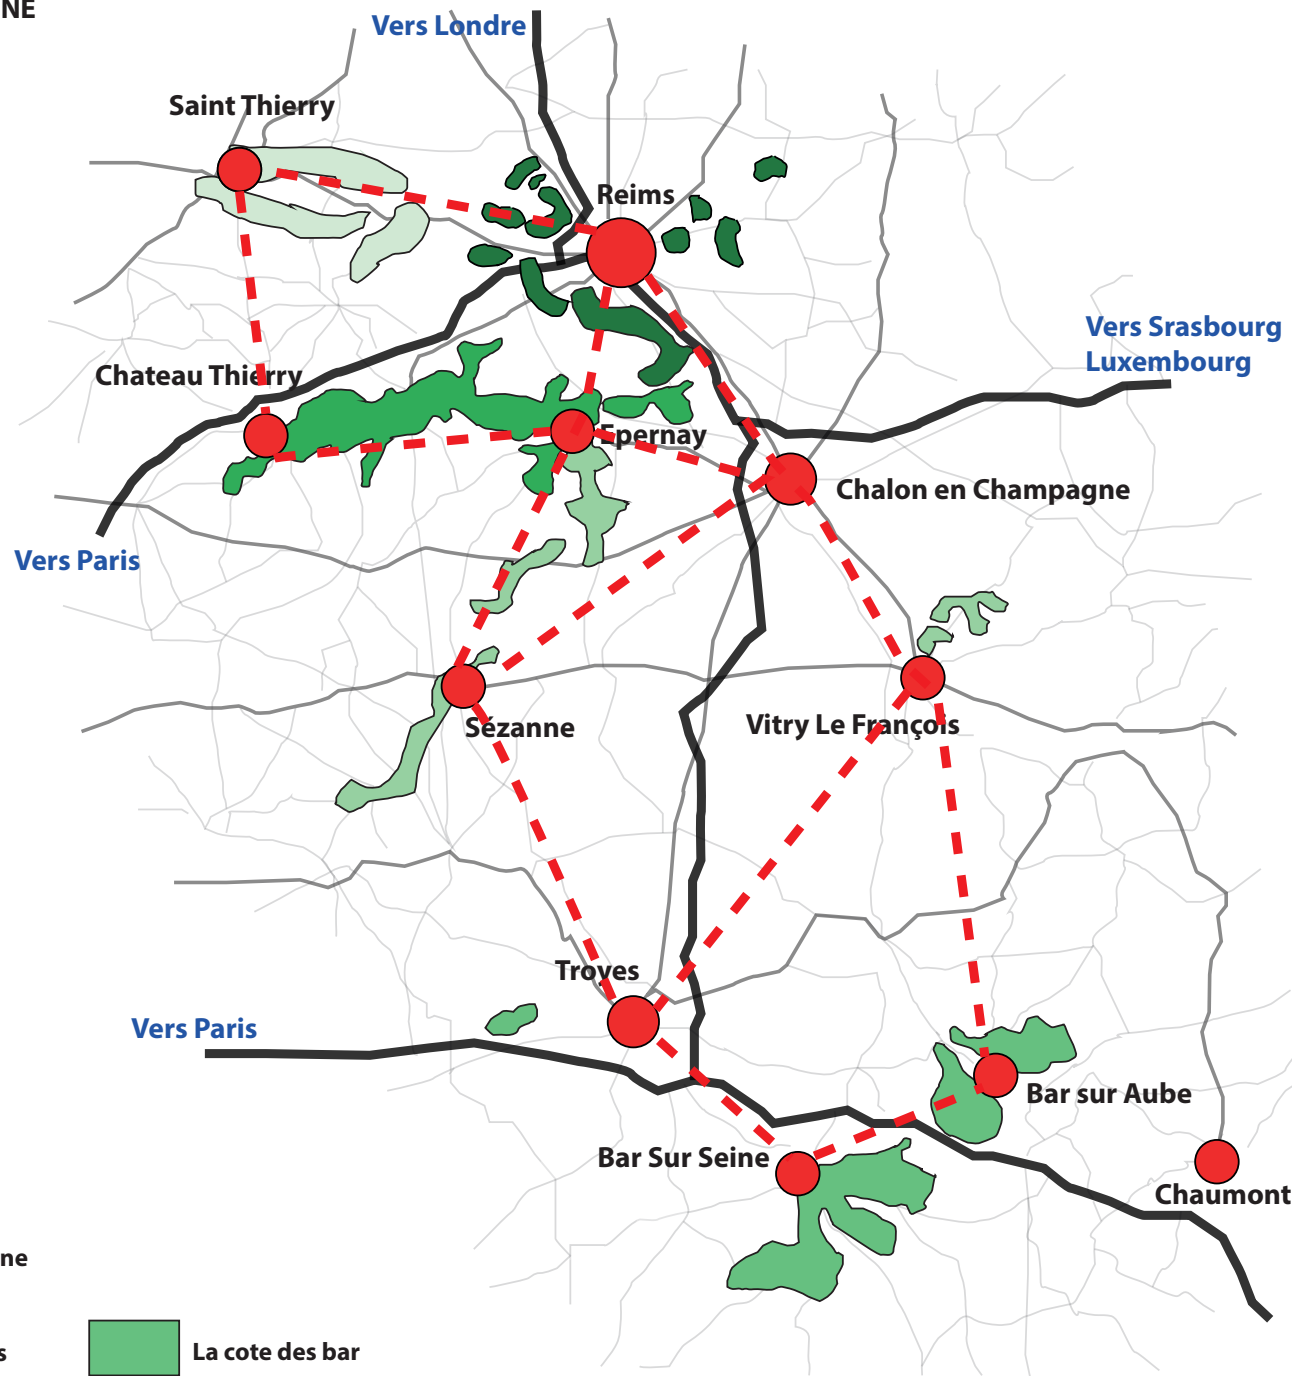 NE
Vers Londre
Saint Thierry
Reims
Vers Srasbourg
Luxembourg
Chateau Thierry
Epernay
Chalon en Champagne
Vers Paris
Sézanne
Vitry Le François
Troyes
Vers Paris
Bar sur Aube
Bar Sur Seine
Chaumont
ne
s
La cote des bar